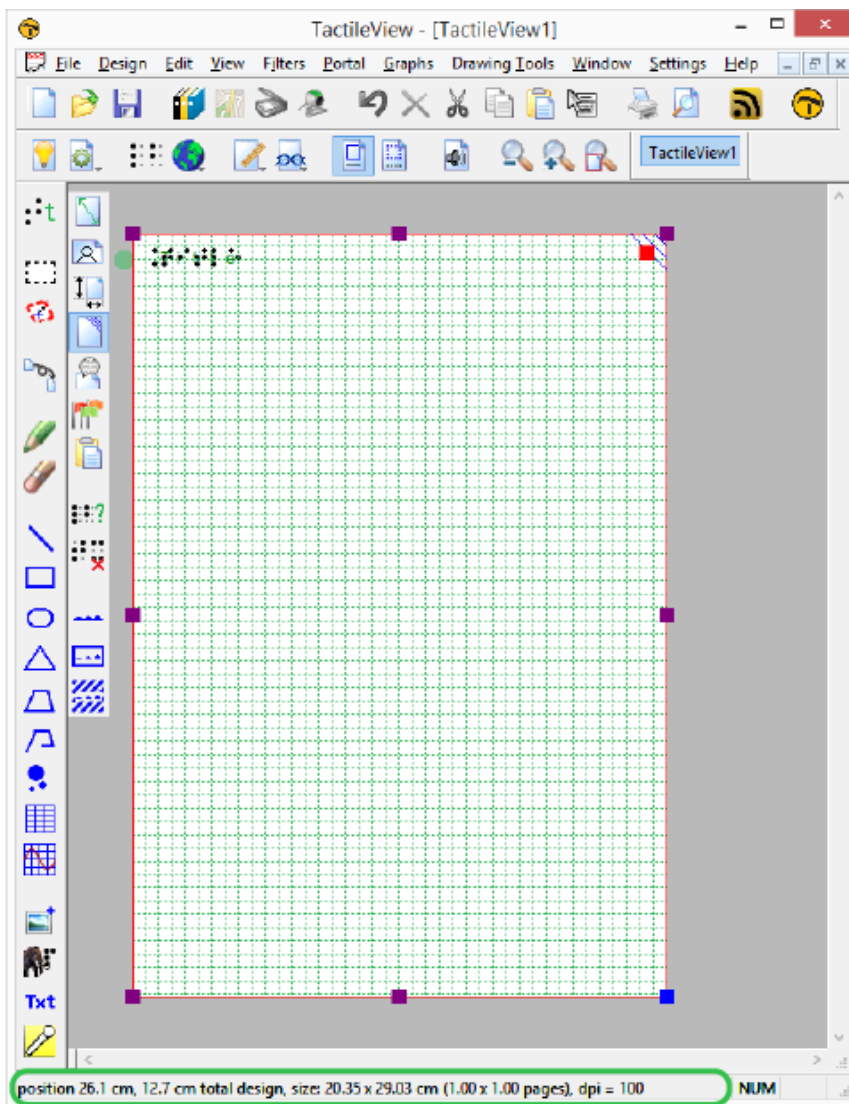 TactileView - [TactileView1]
File Design Edit View Filters Portal Graphs Drawing Tools Window Settings Help
TactileView1
t
Txt
position 26.1 cm, 12.7 cm total design, size: 20.35 x 29.03 cm (1.00 x 1.00 pages), dpi = 100 NUM